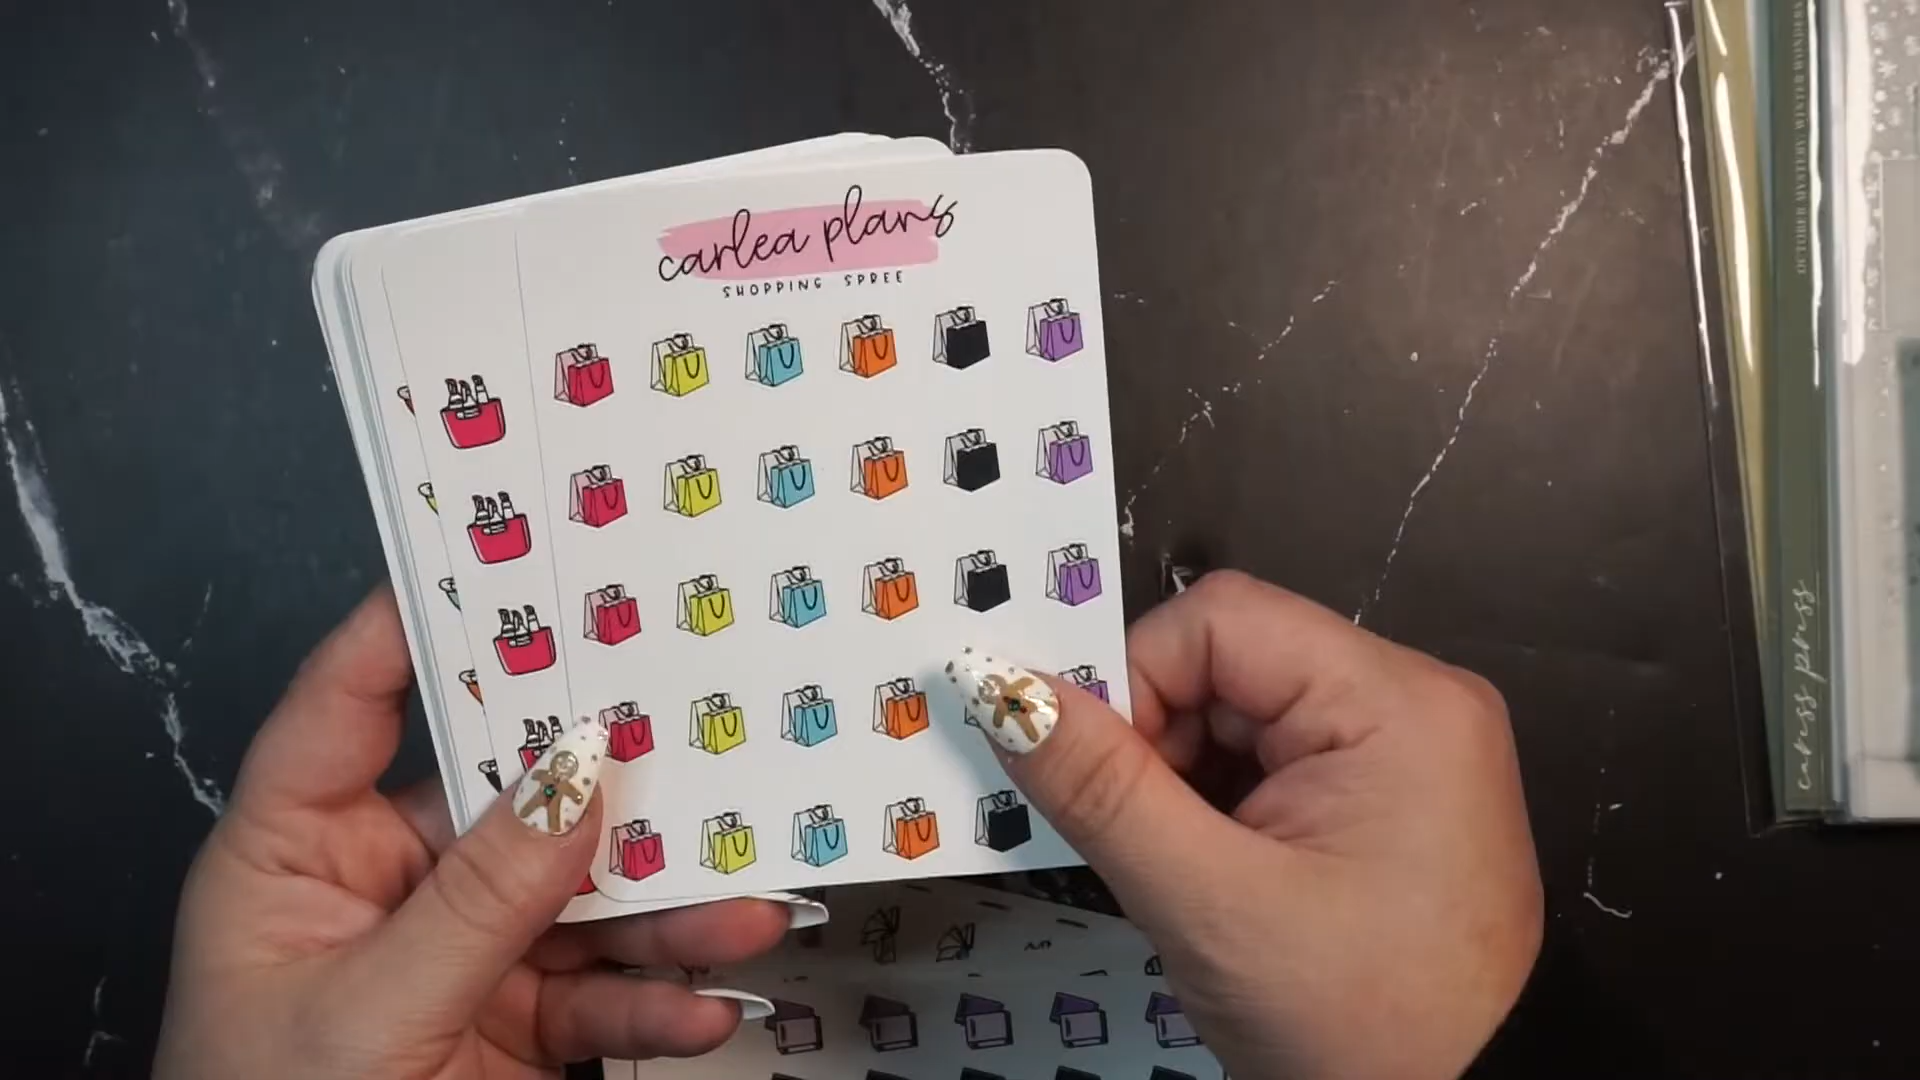 carlea plans
SHOPPING SPREE
OCTOBER MYSTERY: WINTER WONDERS
caress press